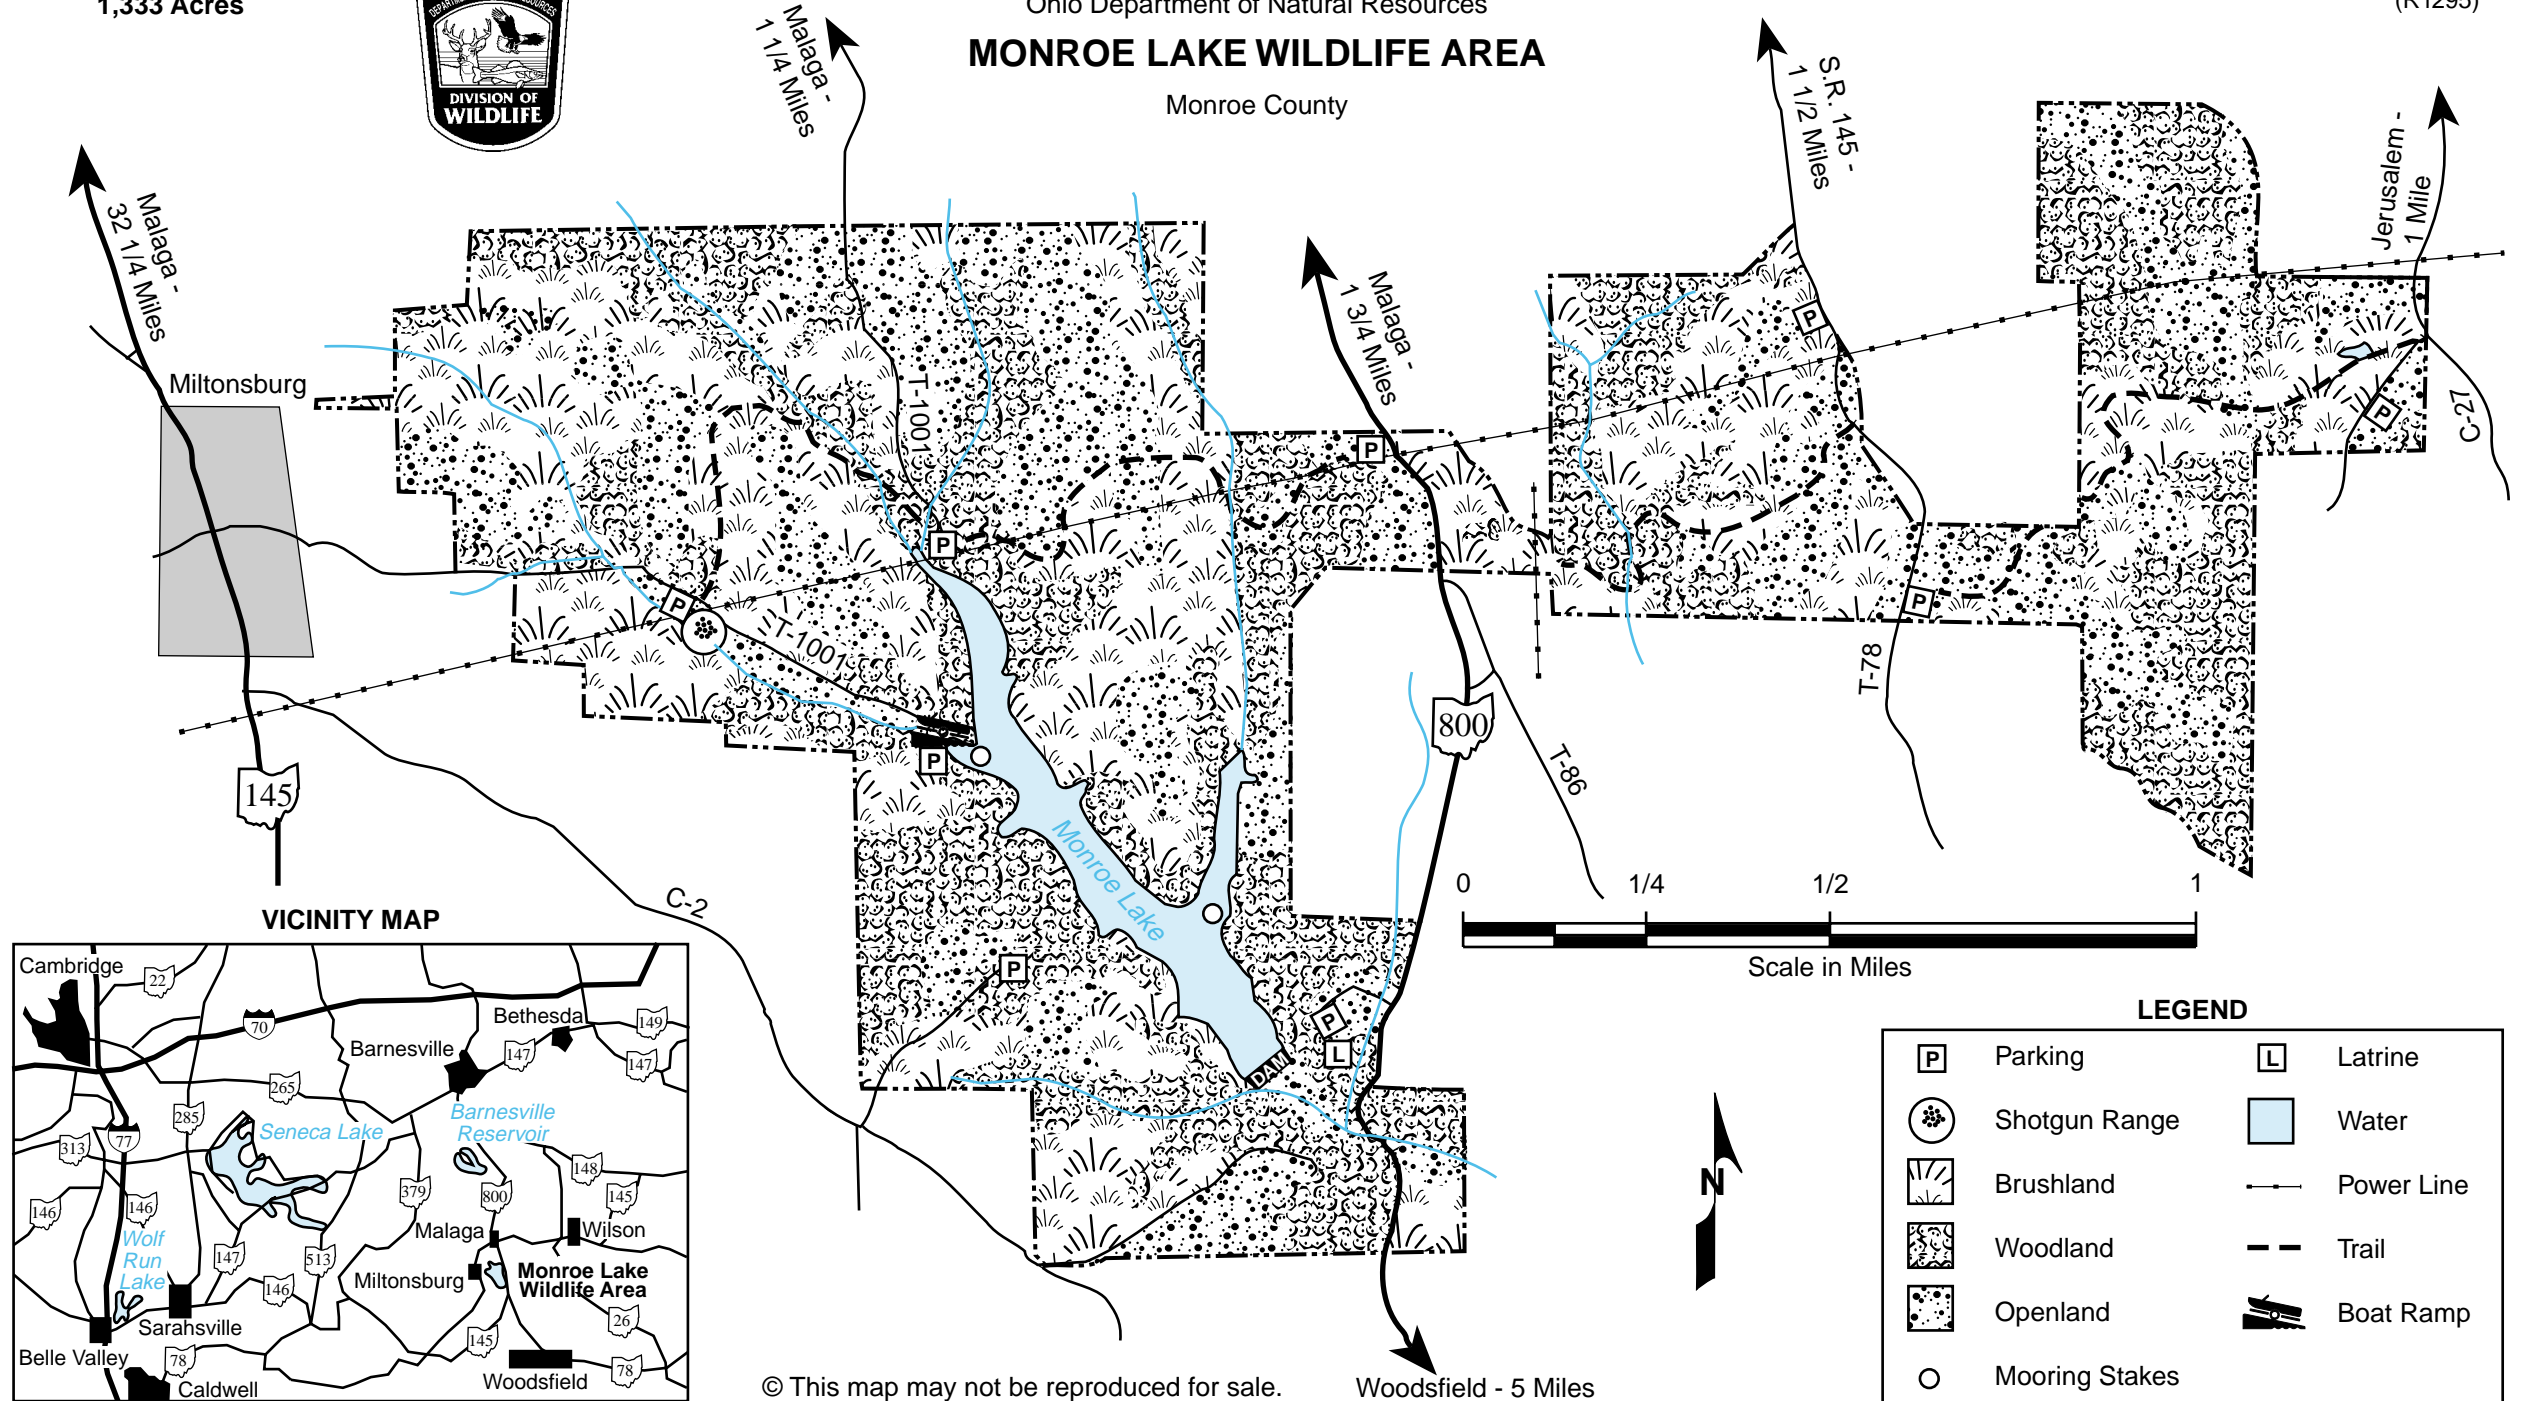 1,333 Acres
Ohio Department of Natural Resources
(R1295)
MONROE LAKE WILDLIFE AREA
Monroe County
DIVISION OF
WILDLIFE
Malaga -
32 1/4 Miles
Malaga -
1 1/4 Miles
Malaga -
1 3/4 Miles
S.R. 145 -
1 1/2 Miles
Jerusalem -
1 Mile
Miltonsburg
T-1001
T-1001
P
P
P
P
P
P
P
P
P
L
C-27
T-78
T-86
800
145
C-2
Monroe Lake
DAM
0 1/4 1/2 1
Scale in Miles
N
VICINITY MAP
Cambridge
22
70
Bethesda
149
Barnesville
147
147
265
285
Barnesville
Reservoir
Seneca Lake
77
313
148
379
800
145
146
146
Malaga
Wilson
Wolf
Run
Lake
147
513
Miltonsburg
Monroe Lake
Wildlife Area
146
26
Sarahsville
145
Belle Valley
78
78
Caldwell
Woodsfield
LEGEND
P Parking
L Latrine
Shotgun Range
Water
Brushland
Power Line
Woodland
Trail
Openland
Boat Ramp
Mooring Stakes
© This map may not be reproduced for sale.
Woodsfield - 5 Miles